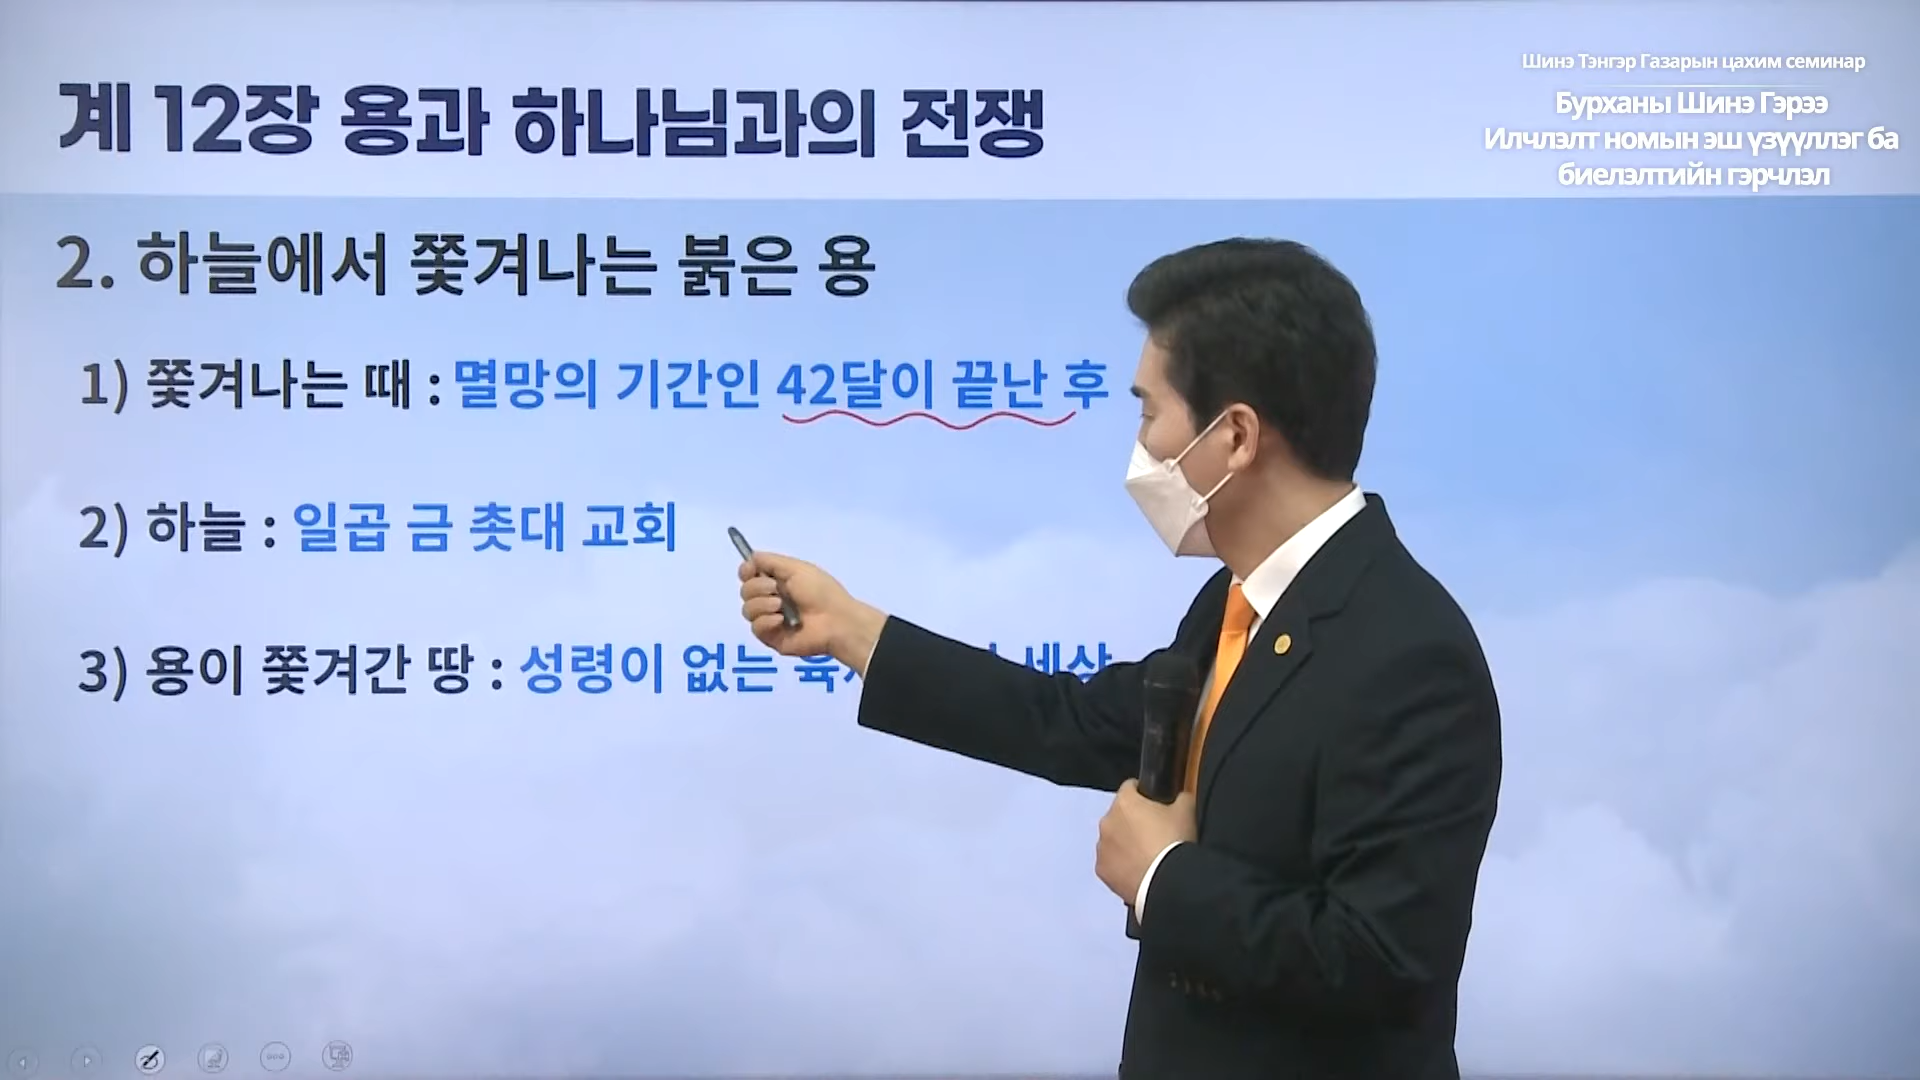 계 12장 용과 하나님과의 전쟁
Шинэ Тэнгэр Газарын цахим семинар
Бурханы Шинэ Гэрээ
Илчлэлт номын эш үзүүллэг ба
биелэлтийн гэрчлэл
2. 하늘에서 쫓겨나는 붉은 용
1) 쫓겨나는 때 : 멸망의 기간인 42달이 끝난 후
2) 하늘 : 일곱 금 촛대 교회
3) 용이 쫓겨간 땅 : 성령이 없는 세상